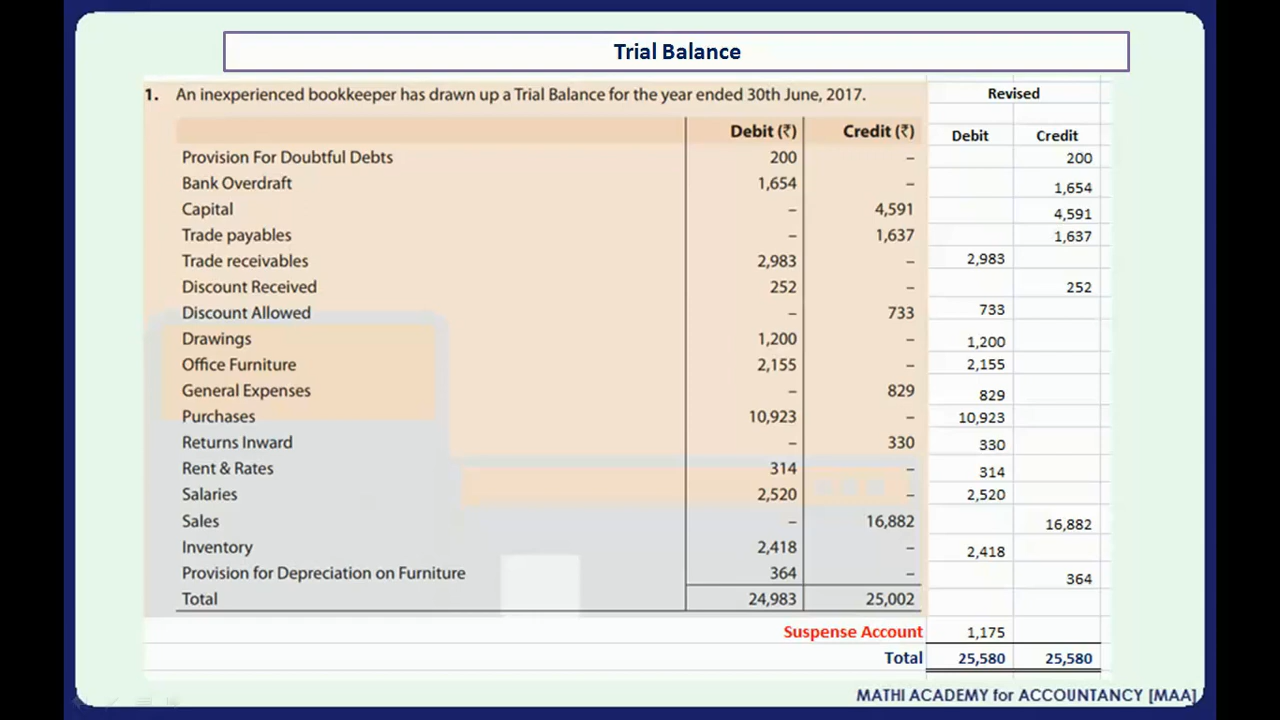 Trial Balance
1. An inexperienced bookkeeper has drawn up a Trial Balance for the year ended 30th June, 2017. Revised
Debit (₹) Credit (₹) Debit Credit
Provision For Doubtful Debts 200 – 200
Bank Overdraft 1,654 – 1,654
Capital – 4,591 4,591
Trade payables – 1,637 1,637
Trade receivables 2,983 – 2,983
Discount Received 252 – 252
Discount Allowed – 733 733
Drawings 1,200 – 1,200
Office Furniture 2,155 – 2,155
General Expenses – 829 829
Purchases 10,923 – 10,923
Returns Inward – 330 330
Rent & Rates 314 – 314
Salaries 2,520 – 2,520
Sales – 16,882 16,882
Inventory 2,418 – 2,418
Provision for Depreciation on Furniture 364 – 364
Total 24,983 25,002
Suspense Account 1,175
Total 25,580 25,580
MATHI ACADEMY for ACCOUNTANCY [MAA]